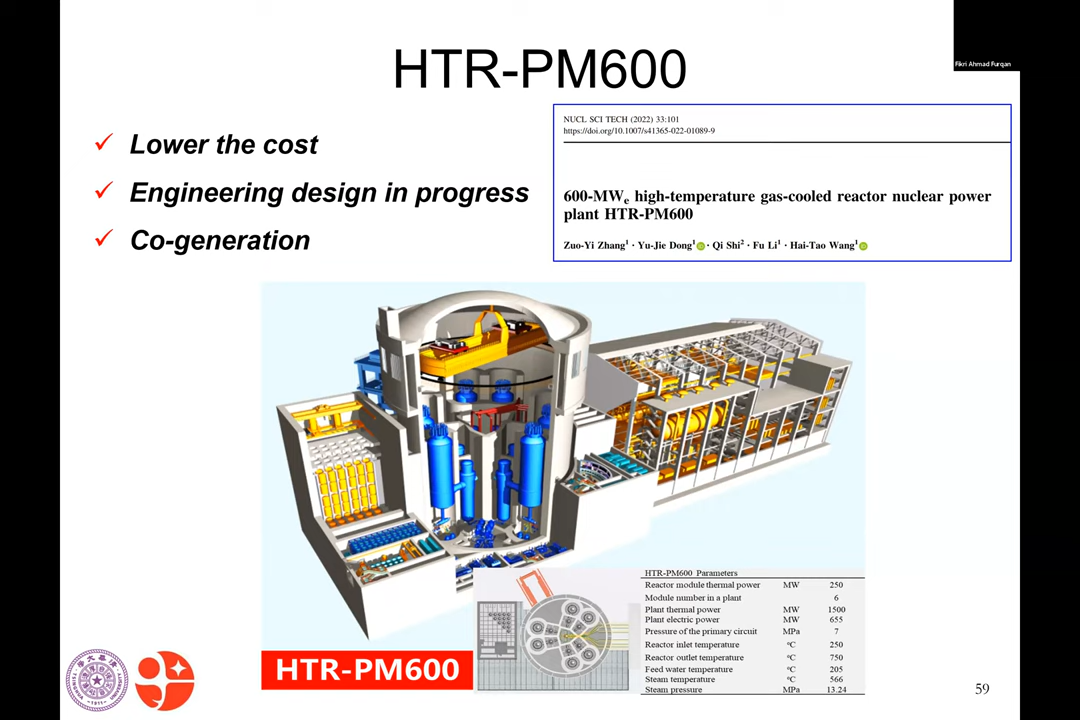 HTR-PM600
Fikri Ahmad Furqan
Lower the cost
Engineering design in progress
Co-generation
NUCL SCI TECH (2022) 33:101
https://doi.org/10.1007/s41365-022-01089-9
600-MWe high-temperature gas-cooled reactor nuclear power
plant HTR-PM600
Zuo-Yi Zhang1 · Yu-Jie Dong1 · Qi Shi2 · Fu Li1 · Hai-Tao Wang1
HTR-PM600
HTR-PM600 Parameters
Reactor module thermal power MW 250
Module number in a plant 6
Plant thermal power MW 1500
Plant electric power MW 655
Pressure of the primary circuit MPa 7
Reactor inlet temperature °C 250
Reactor outlet temperature °C 750
Feed water temperature °C 205
Steam temperature °C 566
Steam pressure MPa 13.24
59